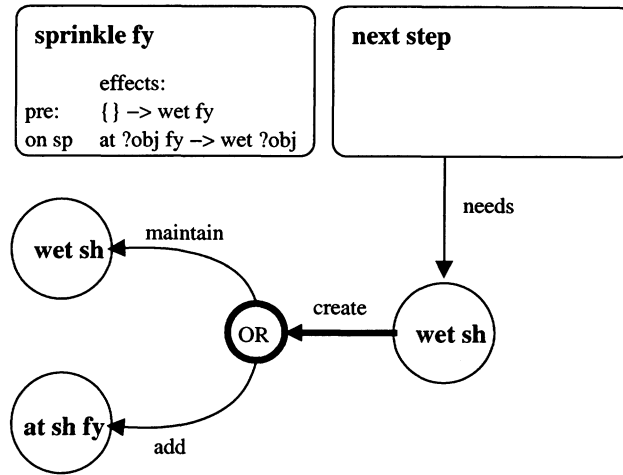 sprinkle fy
effects:
pre: { } –> wet fy
on sp at ?obj fy –> wet ?obj
next step
needs
wet sh
maintain
OR
create
wet sh
at sh fy
add